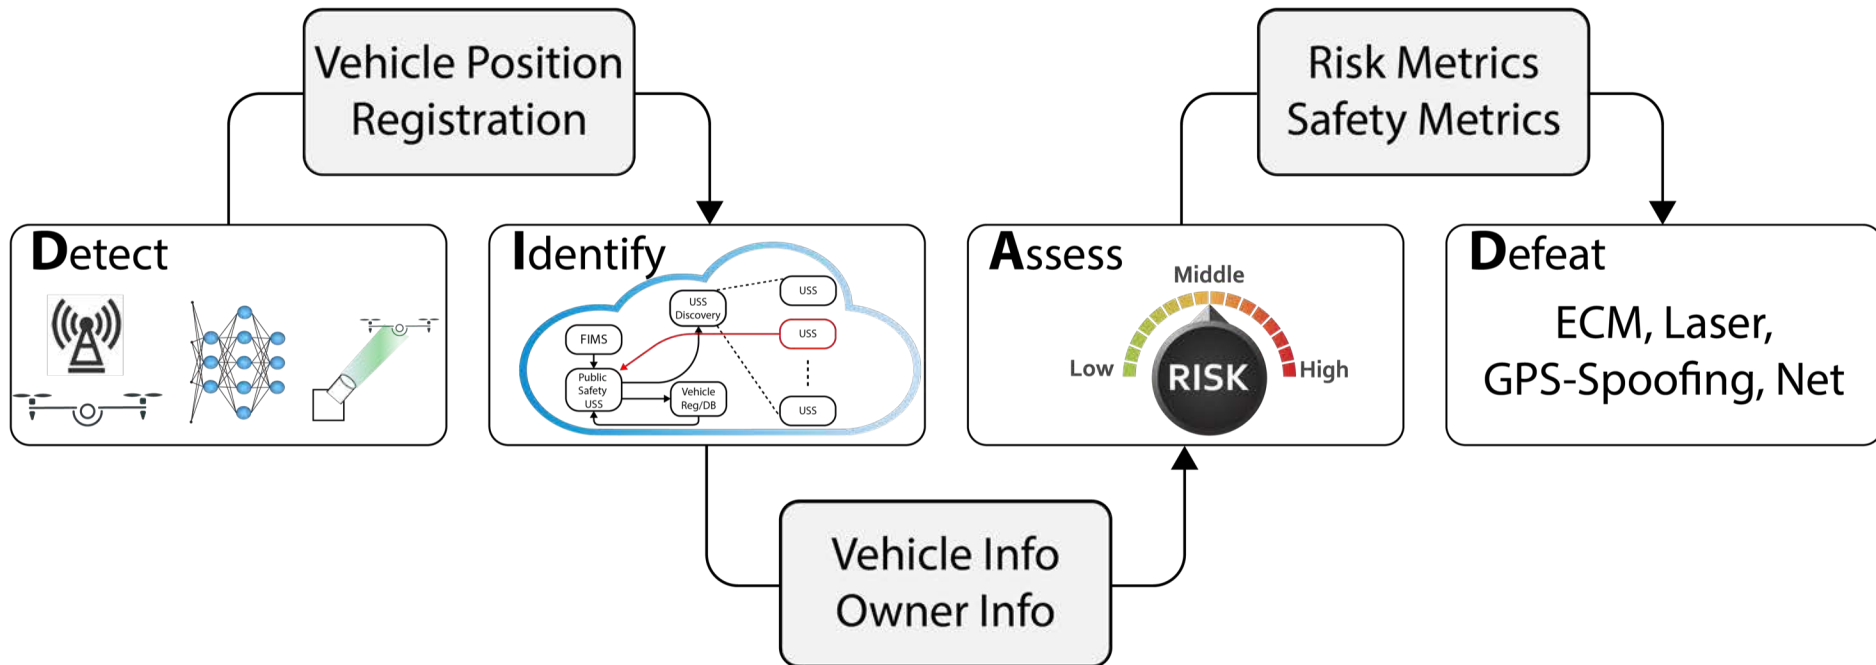 Vehicle Position
Registration
Risk Metrics
Safety Metrics
Detect
Identify
USS
Discovery
USS
USS
FIMS
Public
Safety
USS
Vehicle
Reg/DB
USS
Assess
Middle
Low
RISK
High
Defeat
ECM, Laser,
GPS-Spoofing, Net
Vehicle Info
Owner Info